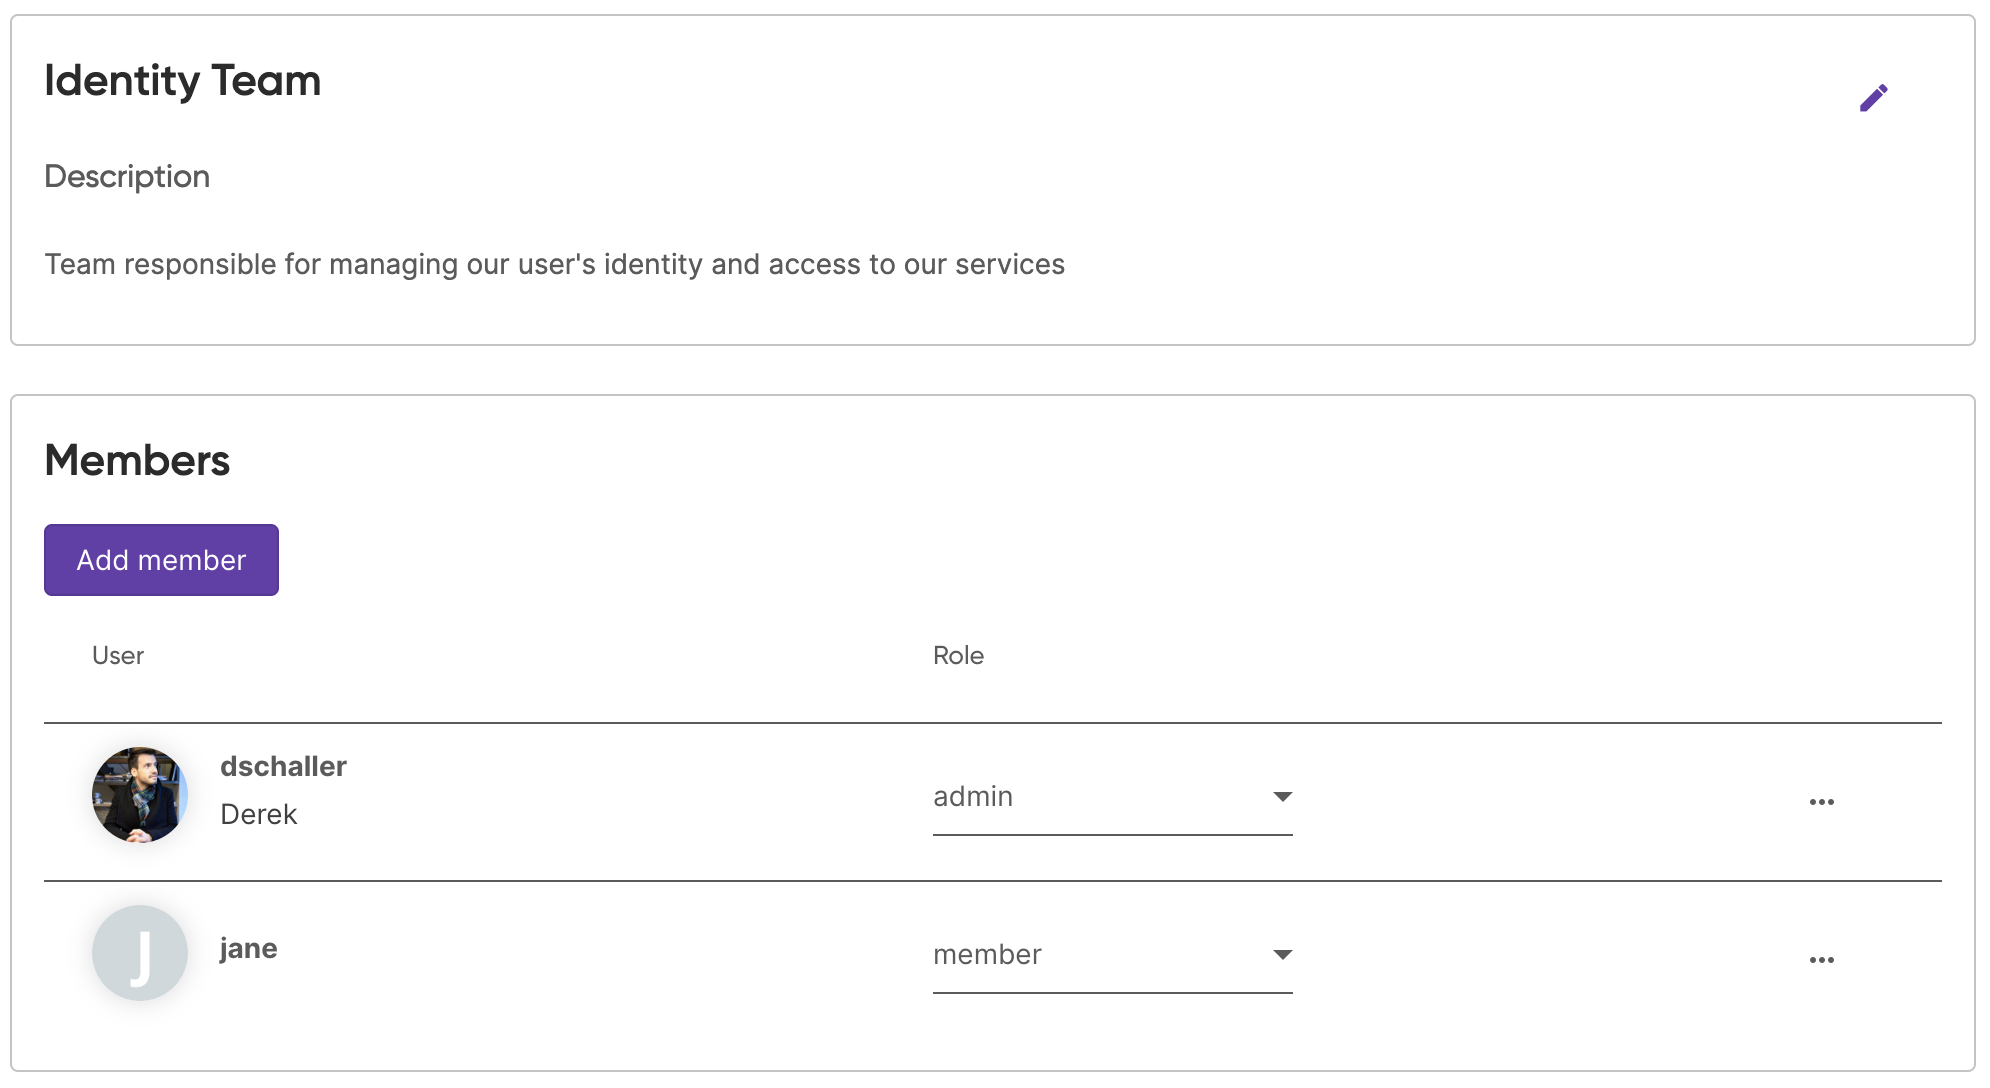 Identity Team
Description
Team responsible for managing our user's identity and access to our services
Members
Add member
User Role
dschaller
Derek
admin
J
jane
member